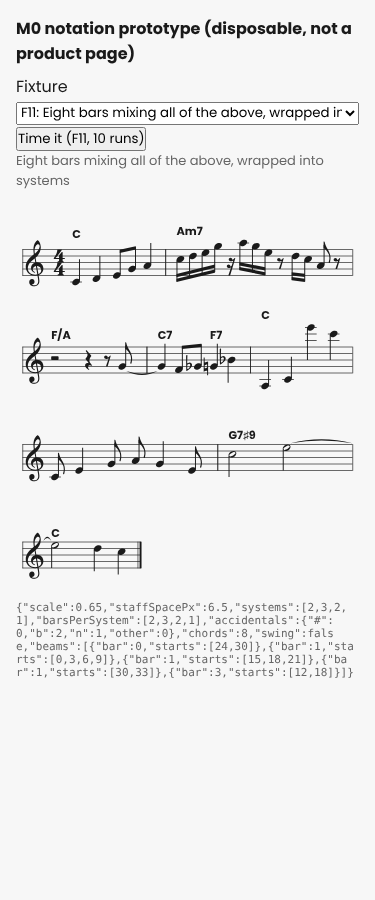 M0 notation prototype (disposable, not a
product page)
Fixture
F11: Eight bars mixing all of the above, wrapped ir
Time it (F11, 10 runs)
Eight bars mixing all of the above, wrapped into
systems
C Am7
4
4
F/A C7 F7 C
G7♯9
C
{"scale":0.65,"staffSpacePx":6.5,"systems":[2,3,2,
1],"barsPerSystem":[2,3,2,1],"accidentals":{"#":
0,"b":2,"n":1,"other":0},"chords":8,"swing":fals
e,"beams":[{"bar":0,"starts":[24,30]},{"bar":1,"sta
rts":[0,3,6,9]},{"bar":1,"starts":[15,18,21]},{"ba
r":1,"starts":[30,33]},{"bar":3,"starts":[12,18]}]}